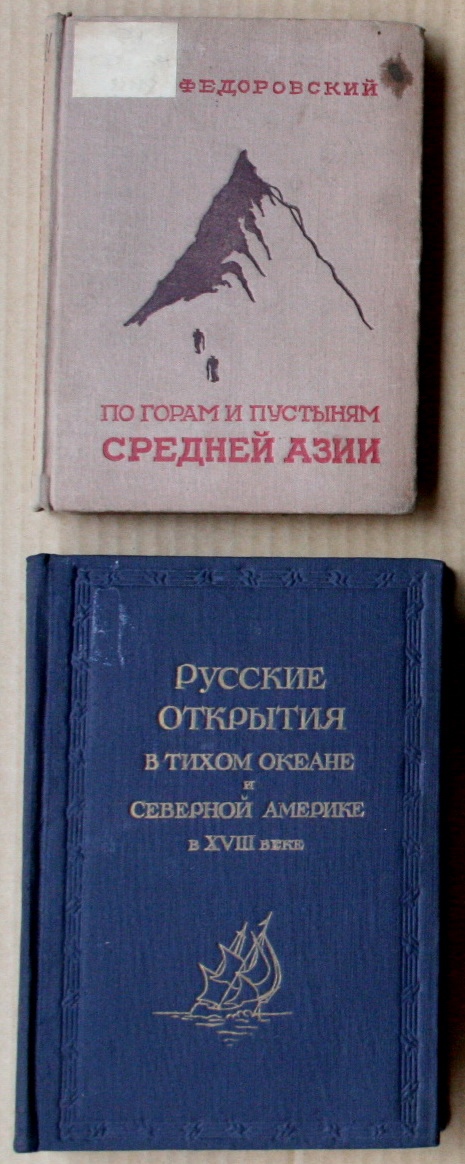 ФЕДОРОВСКИЙ
ПО ГОРАМ И ПУСТЫНЯМ
СРЕДНЕЙ АЗИИ
РУССКИЕ
ОТКРЫТИЯ
В ТИХОМ ОКЕАНЕ
И
СЕВЕРНОЙ АМЕРИКЕ
В XVIII ВЕКЕ